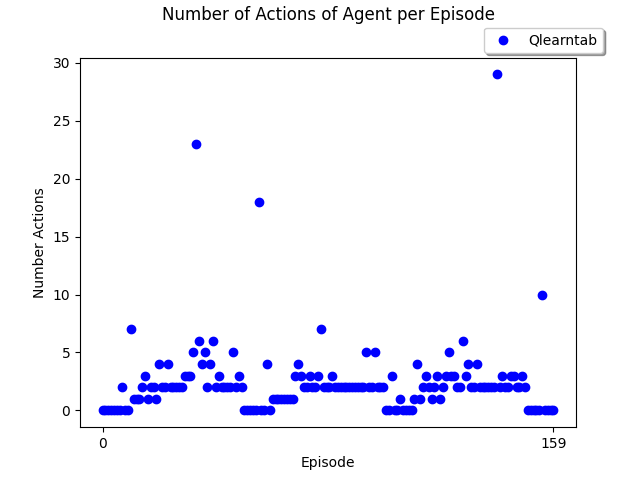 Number of Actions of Agent per Episode
Qlearntab
30
25
20
15
10
5
0
Number Actions
0 159
Episode